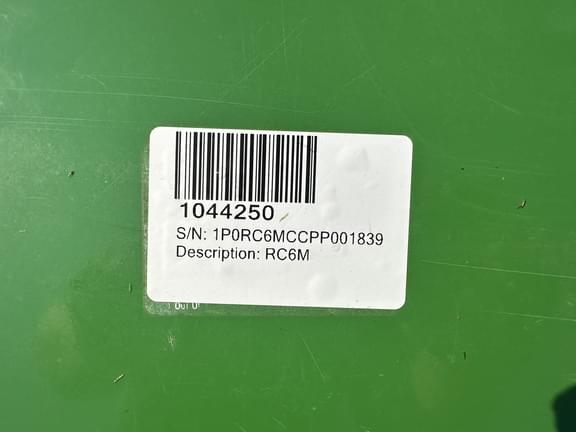 1044250
S/N: 1P0RC6MCCPP001839
Description: RC6M